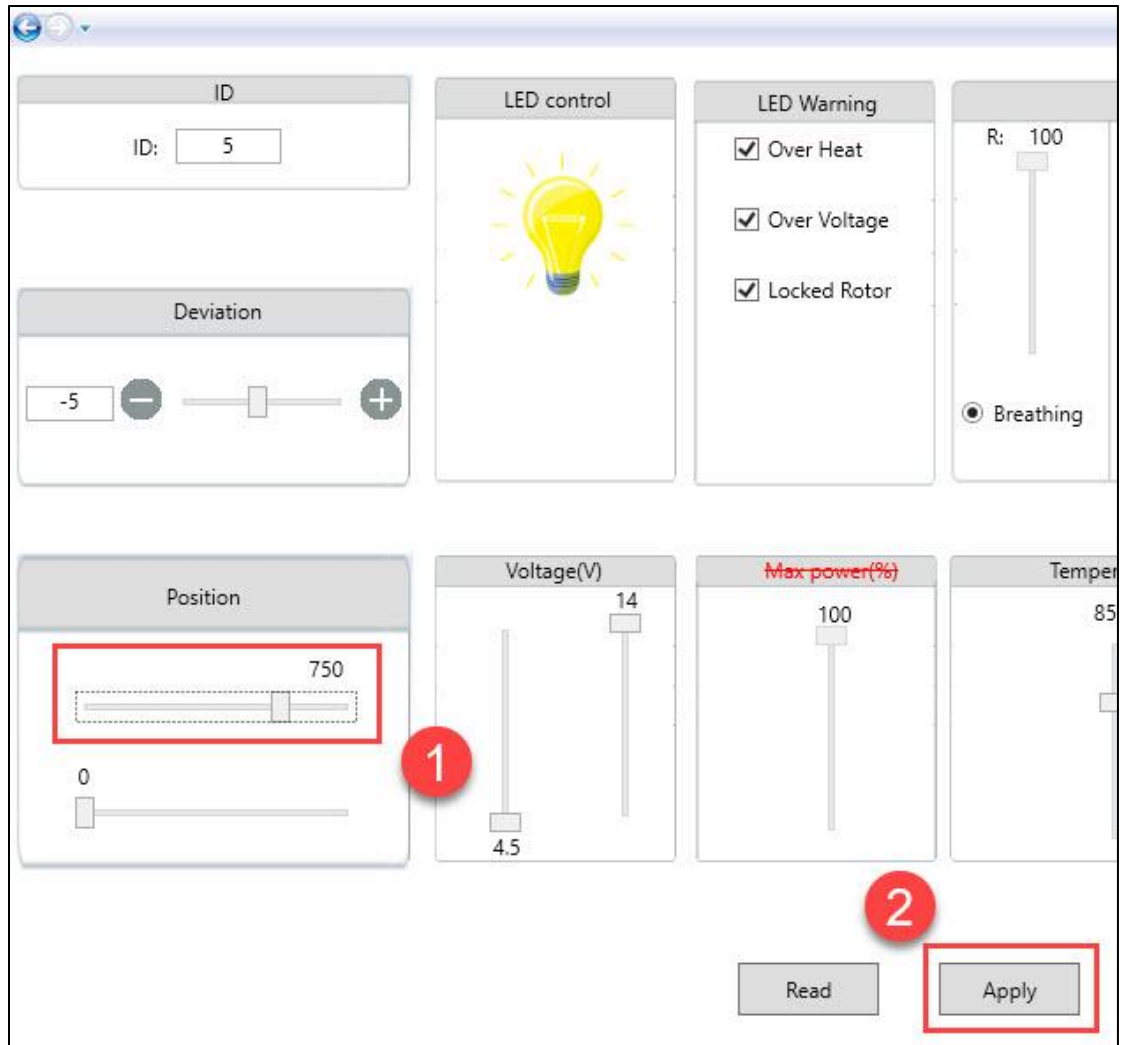 ID
ID: 5
LED control
LED Warning
Over Heat
Over Voltage
Locked Rotor
R: 100
Breathing
Deviation
-5
Position
750
0
1
Voltage(V)
14
4.5
Max power(%)
100
Temper
85
2
Read
Apply